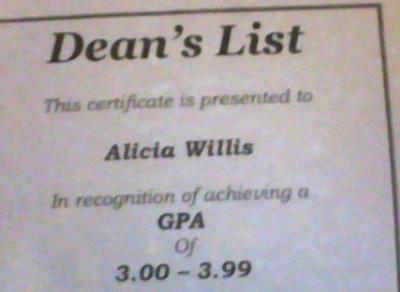 Dean's List
This certificate is presented to
Alicia Willis
In recognition of achieving a
GPA
Of
3.00 – 3.99